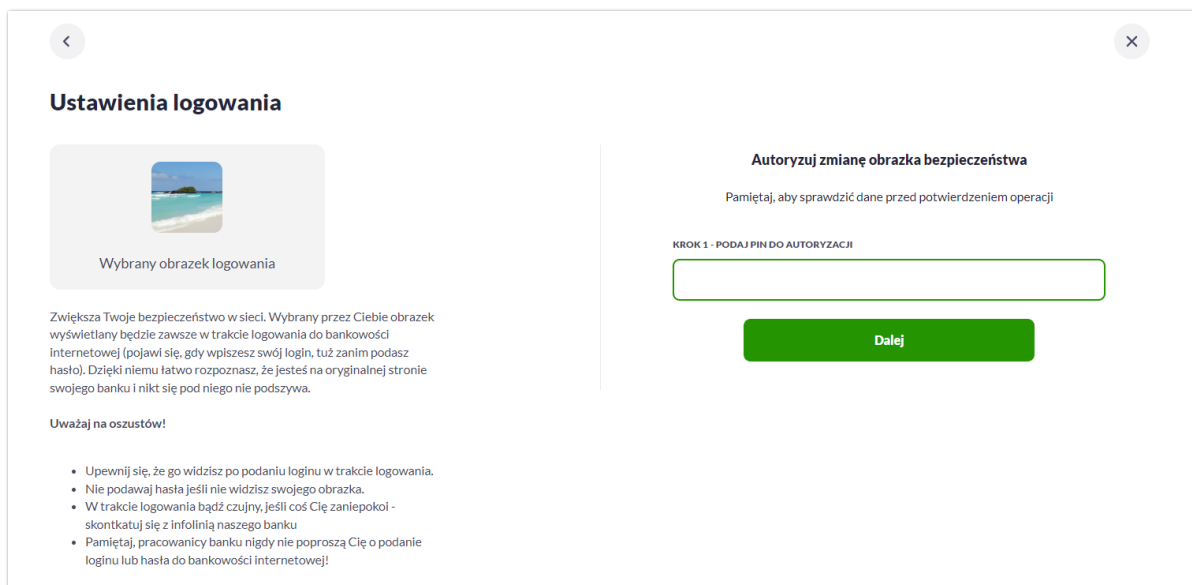 Ustawienia logowania
Wybrany obrazek logowania
Zwiększa Twoje bezpieczeństwo w sieci. Wybrany przez Ciebie obrazek
wyświetlany będzie zawsze w trakcie logowania do bankowości
internetowej (pojawi się, gdy wpiszesz swój login, tuż zanim podasz
hasło). Dzięki niemu łatwo rozpoznasz, że jesteś na oryginalnej stronie
swojego banku i nikt się pod niego nie podszywa.
Uważaj na oszustów!
• Upewnij się, że go widzisz po podaniu loginu w trakcie logowania.
• Nie podawaj hasła jeśli nie widzisz swojego obrazka.
• W trakcie logowania bądź czujny, jeśli coś Cię zaniepokoi -
skontkatuj się z infolinią naszego banku
• Pamiętaj, pracowanicy banku nigdy nie poproszą Cię o podanie
loginu lub hasła do bankowości internetowej!
Autoryzuj zmianę obrazka bezpieczeństwa
Pamiętaj, aby sprawdzić dane przed potwierdzeniem operacji
KROK 1 - PODAJ PIN DO AUTORYZACJI
Dalej